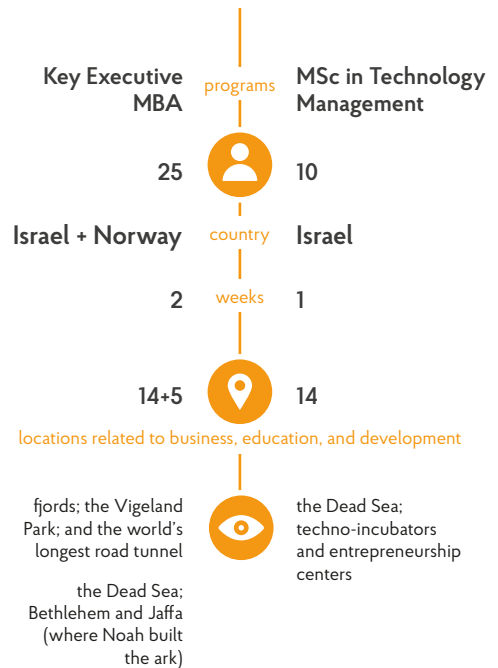 Key Executive
MBA
programs
MSc in Technology
Management
25
10
Israel + Norway
country
Israel
2
weeks
1
14+5
14
locations related to business, education, and development
fjords; the Vigeland
Park; and the world's
longest road tunnel
the Dead Sea;
Bethlehem and Jaffa
(where Noah built
the ark)
the Dead Sea;
techno-incubators
and entrepreneurship
centers